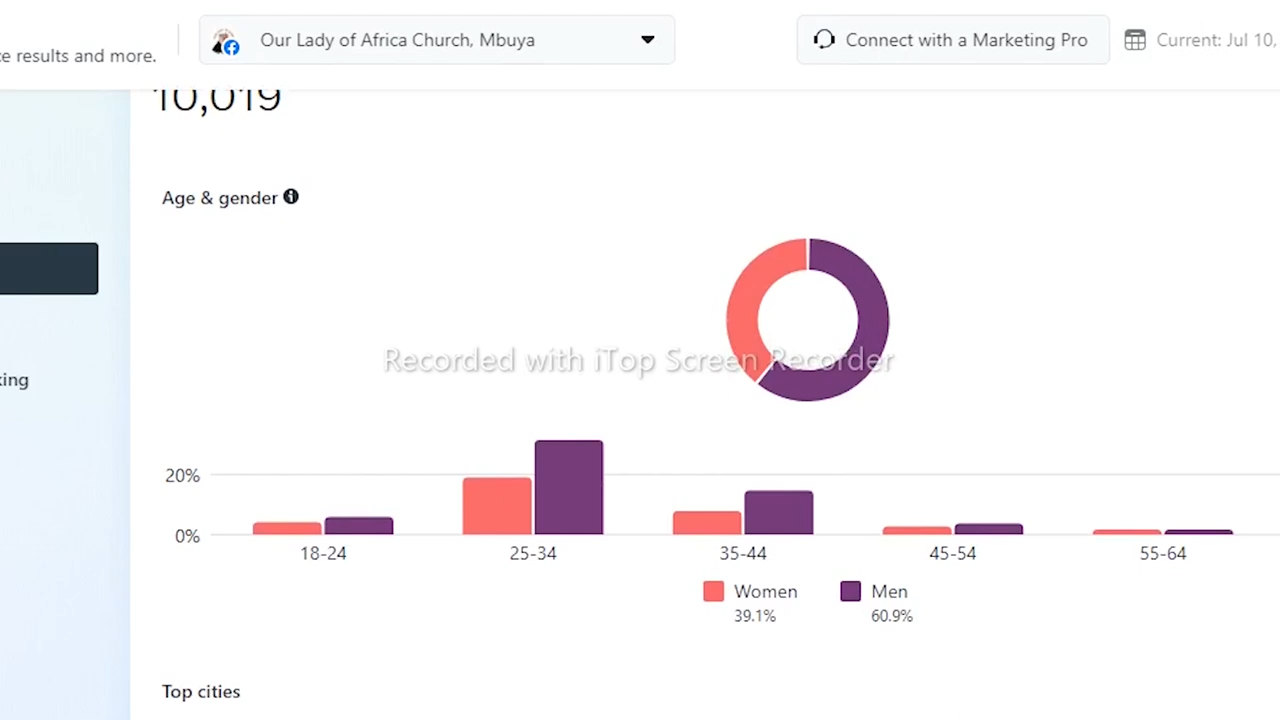 ce results and more.
Our Lady of Africa Church, Mbuya
Connect with a Marketing Pro
Current: Jul 10,
10,019
Age & gender
Recorded with iTop Screen Recorder
king
20%
0%
18-24
25-34
35-44
45-54
55-64
Women
Men
39.1%
60.9%
Top cities